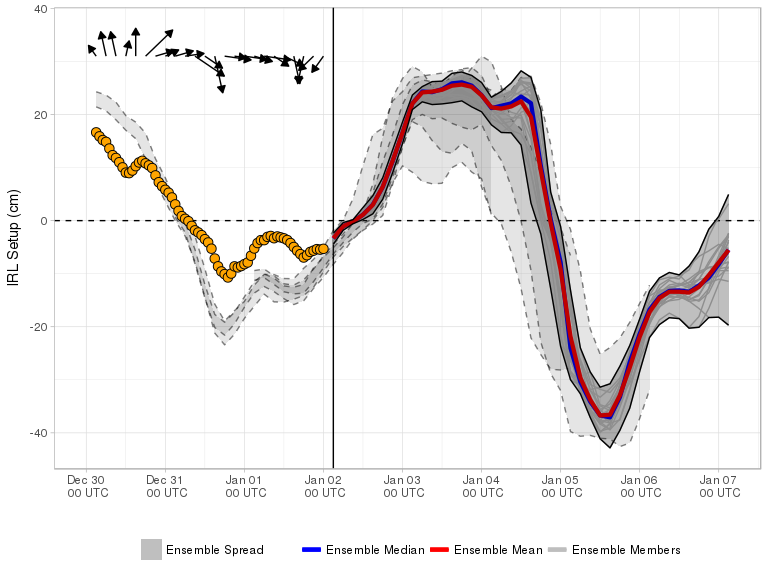 40
20
0
-20
-40
IRL Setup (cm)
Dec 30 Dec 31 Jan 01 Jan 02 Jan 03 Jan 04 Jan 05 Jan 06 Jan 07
00 UTC 00 UTC 00 UTC 00 UTC 00 UTC 00 UTC 00 UTC 00 UTC 00 UTC
Ensemble Spread Ensemble Median Ensemble Mean Ensemble Members